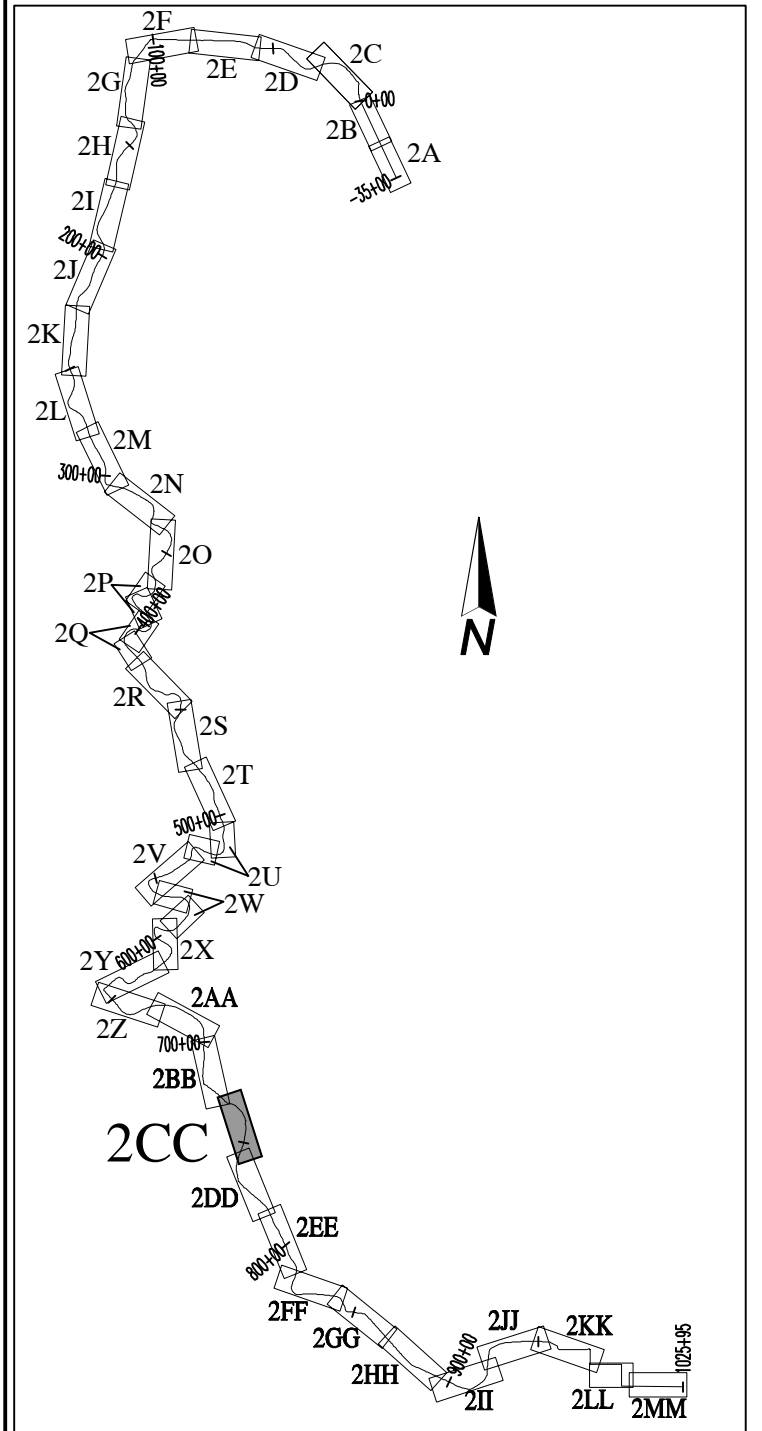 2F
2C
2E
2D
100+00
2G
0+00
2B
2H
2A
-35+00
2I
200+00
2J
2K
2L
2M
300+00
2N
2O
2P
400+00
2Q
N
2R
2S
2T
500+00
2V
2U
2W
600+00
2X
2Y
2AA
2Z
700+00
2BB
2CC
2DD
2EE
800+00
2FF
2GG
2JJ
2KK
900+00
1025+95
2HH
2II
2LL
2MM